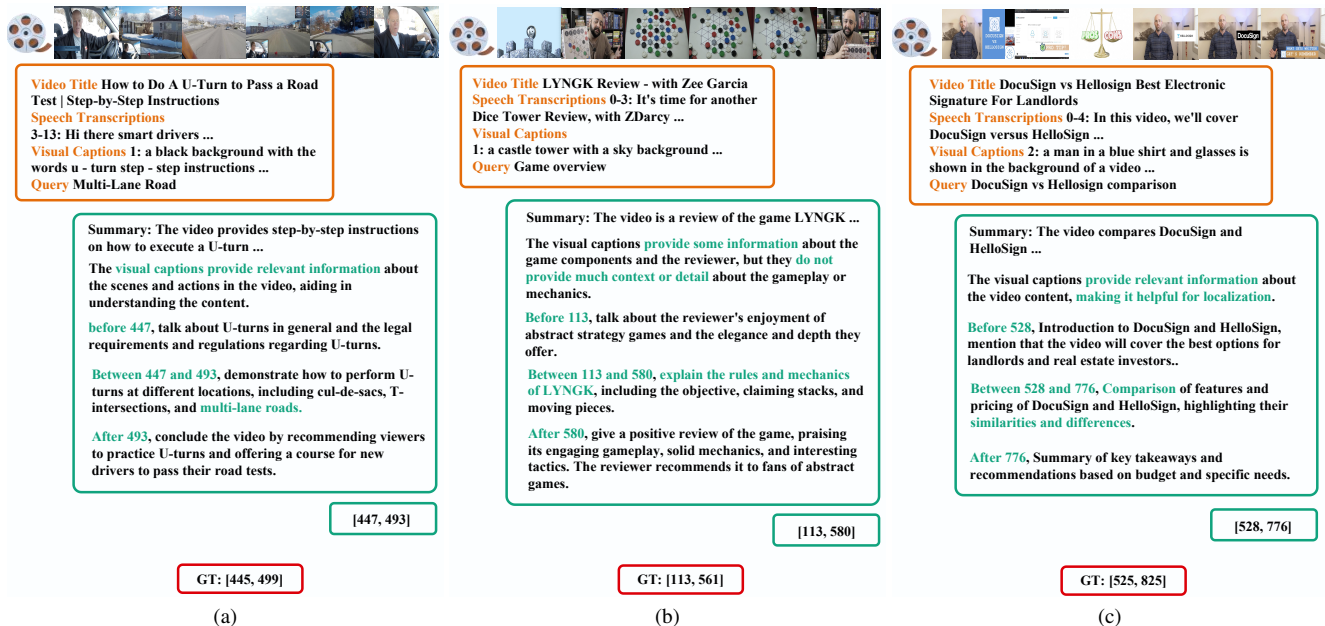 Video Title How to Do A U-Turn to Pass a Road
Test | Step-by-Step Instructions
Speech Transcriptions
3-13: Hi there smart drivers ...
Visual Captions 1: a black background with the
words u - turn step - step instructions ...
Query Multi-Lane Road
Summary: The video provides step-by-step instructions
on how to execute a U-turn ...
The visual captions provide relevant information about
the scenes and actions in the video, aiding in
understanding the content.
before 447, talk about U-turns in general and the legal
requirements and regulations regarding U-turns.
Between 447 and 493, demonstrate how to perform U-
turns at different locations, including cul-de-sacs, T-
intersections, and multi-lane roads.
After 493, conclude the video by recommending viewers
to practice U-turns and offering a course for new
drivers to pass their road tests.
[447, 493]
GT: [445, 499]
(a)
Video Title LYNGK Review - with Zee Garcia
Speech Transcriptions 0-3: It's time for another
Dice Tower Review, with ZDarcy ...
Visual Captions
1: a castle tower with a sky background ...
Query Game overview
Summary: The video is a review of the game LYNGK ...
The visual captions provide some information about the
game components and the reviewer, but they do not
provide much context or detail about the gameplay or
mechanics.
Before 113, talk about the reviewer's enjoyment of
abstract strategy games and the elegance and depth they
offer.
Between 113 and 580, explain the rules and mechanics
of LYNGK, including the objective, claiming stacks, and
moving pieces.
After 580, give a positive review of the game, praising
its engaging gameplay, solid mechanics, and interesting
tactics. The reviewer recommends it to fans of abstract
games.
[113, 580]
GT: [113, 561]
(b)
PROS
CONS
DocuSign
Video Title DocuSign vs Hellosign Best Electronic
Signature For Landlords
Speech Transcriptions 0-4: In this video, we'll cover
DocuSign versus HelloSign ...
Visual Captions 2: a man in a blue shirt and glasses is
shown in the background of a video ...
Query DocuSign vs Hellosign comparison
Summary: The video compares DocuSign and
HelloSign ...
The visual captions provide relevant information about
the video content, making it helpful for localization.
Before 528, Introduction to DocuSign and HelloSign,
mention that the video will cover the best options for
landlords and real estate investors..
Between 528 and 776, Comparison of features and
pricing of DocuSign and HelloSign, highlighting their
similarities and differences.
After 776, Summary of key takeaways and
recommendations based on budget and specific needs.
[528, 776]
GT: [525, 825]
(c)